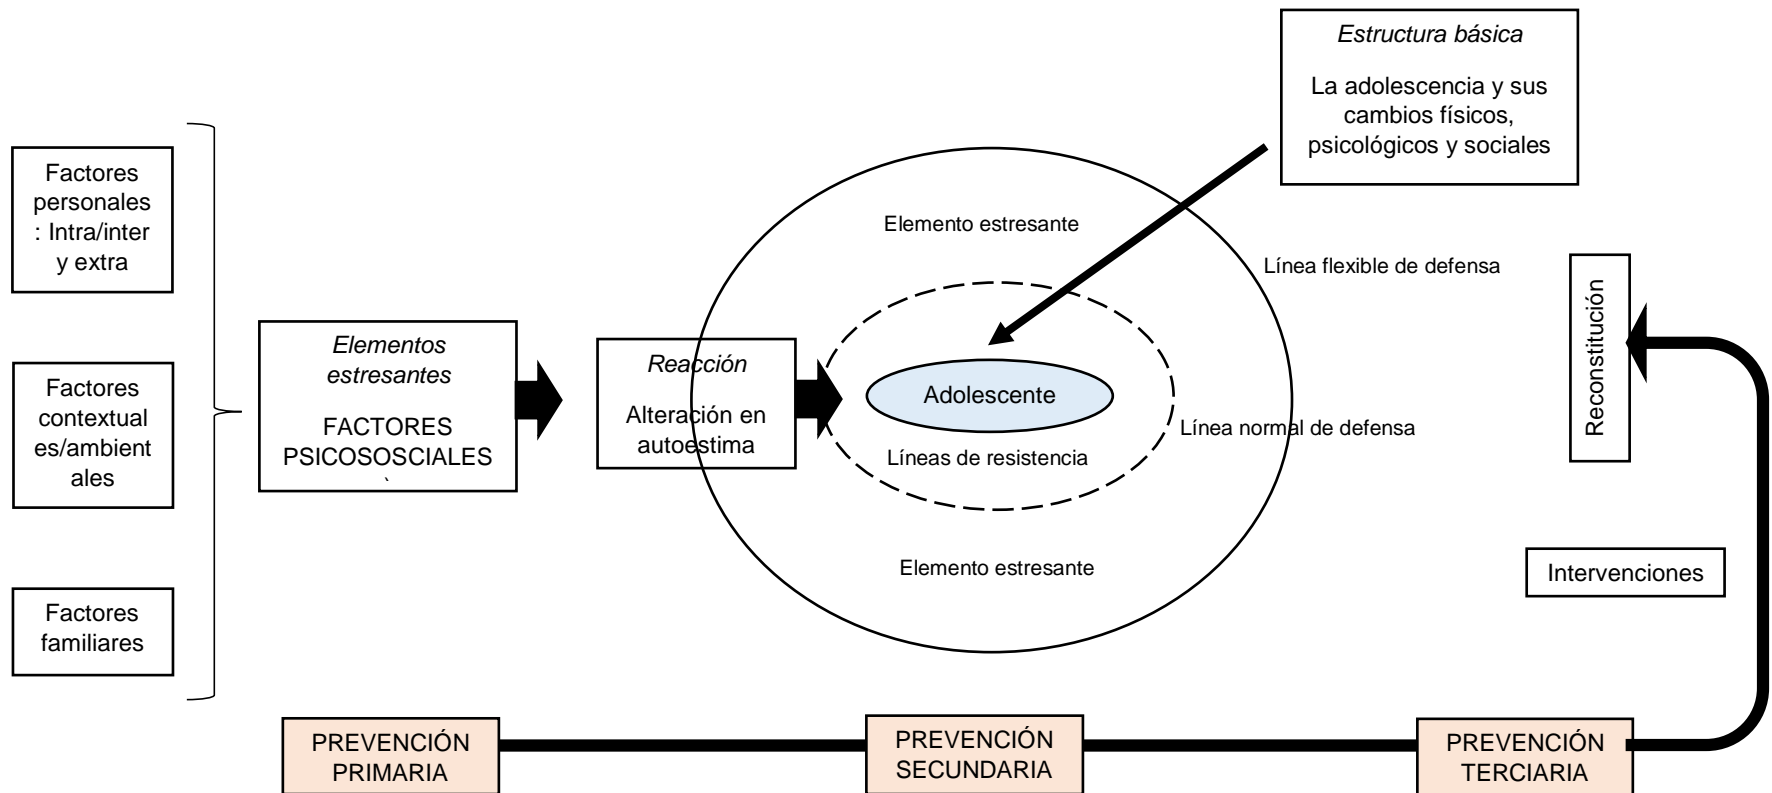 Estructura básica
La adolescencia y sus
cambios físicos,
psicológicos y sociales
Factores
personales
: Intra/inter
y extra
Factores
contextual
es/ambient
ales
Factores
familiares
Elementos
estresantes
FACTORES
PSICOSOSCIALES
`
Reacción
Alteración en
autoestima
Elemento estresante
Adolescente
Líneas de resistencia
Elemento estresante
Línea flexible de defensa
Línea normal de defensa
Reconstitución
Intervenciones
PREVENCIÓN
PRIMARIA
PREVENCIÓN
SECUNDARIA
PREVENCIÓN
TERCIARIA